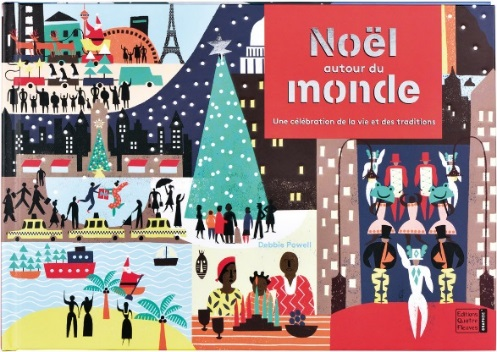 Noël
autour du
monde
Une célébration de la vie et des traditions
Debbie Powell
Éditions
Quatre
Fleuves